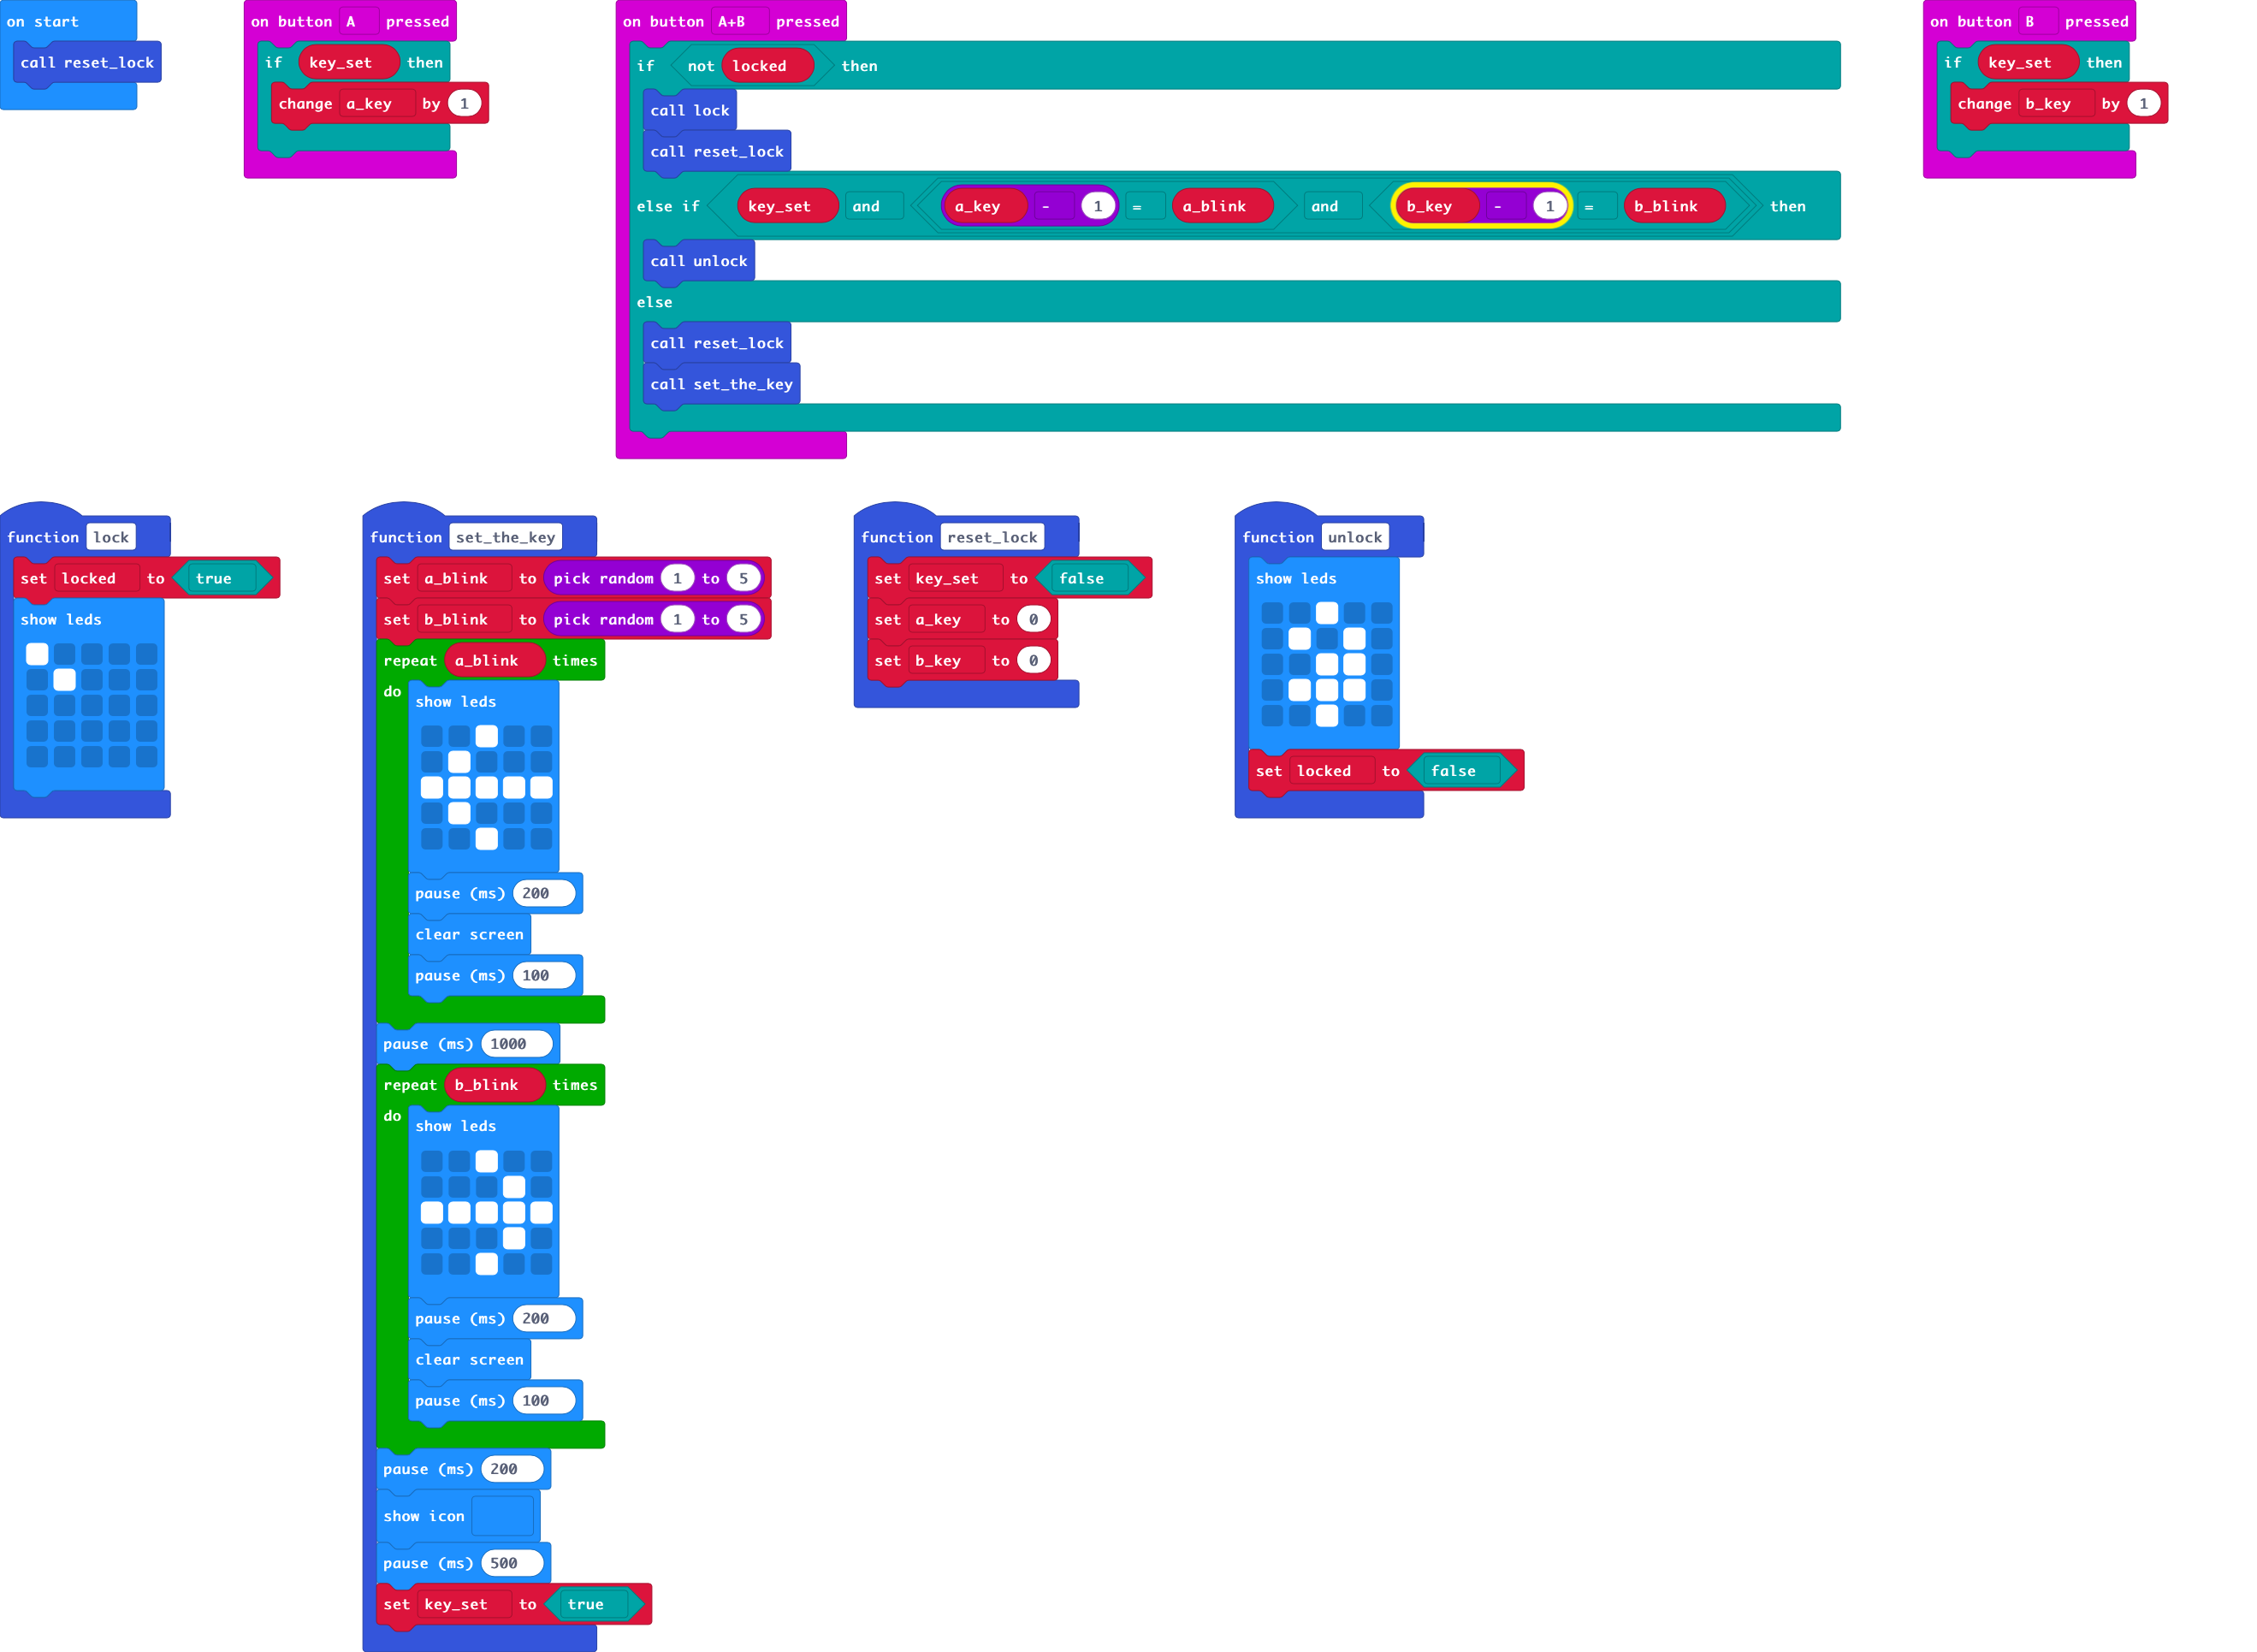 on start
call reset_lock
on button A pressed
if key_set then
change a_key by 1
on button A+B pressed
if not locked then
call lock
call reset_lock
else if key_set and a_key - 1 = a_blink and b_key - 1 = b_blink then
call unlock
else
call reset_lock
call set_the_key
on button B pressed
if key_set then
change b_key by 1
function lock
set locked to true
show leds
function set_the_key
set a_blink to pick random 1 to 5
set b_blink to pick random 1 to 5
repeat a_blink times
do
show leds
pause (ms) 200
clear screen
pause (ms) 100
pause (ms) 1000
repeat b_blink times
do
show leds
pause (ms) 200
clear screen
pause (ms) 100
pause (ms) 200
show icon
pause (ms) 500
set key_set to true
function reset_lock
set key_set to false
set a_key to 0
set b_key to 0
function unlock
show leds
set locked to false